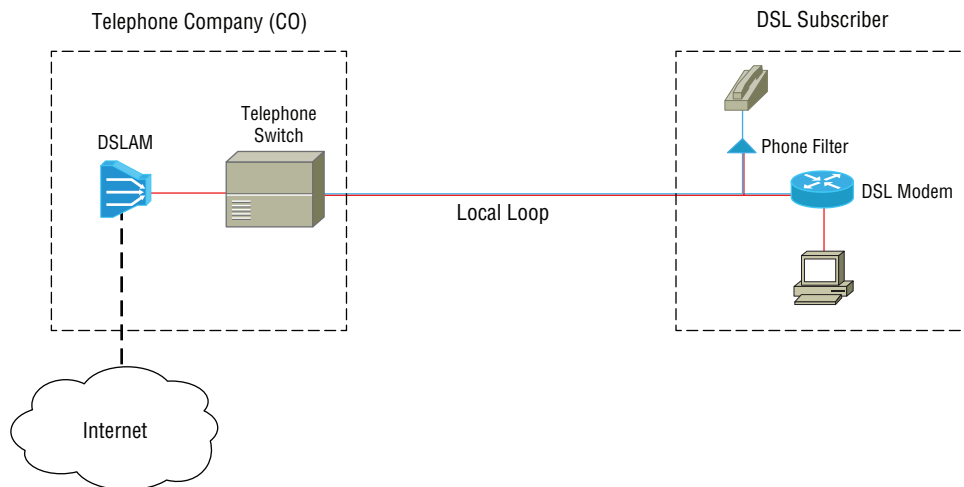 Telephone Company (CO)
DSL Subscriber
DSLAM
Telephone
Switch
Phone Filter
DSL Modem
Local Loop
Internet